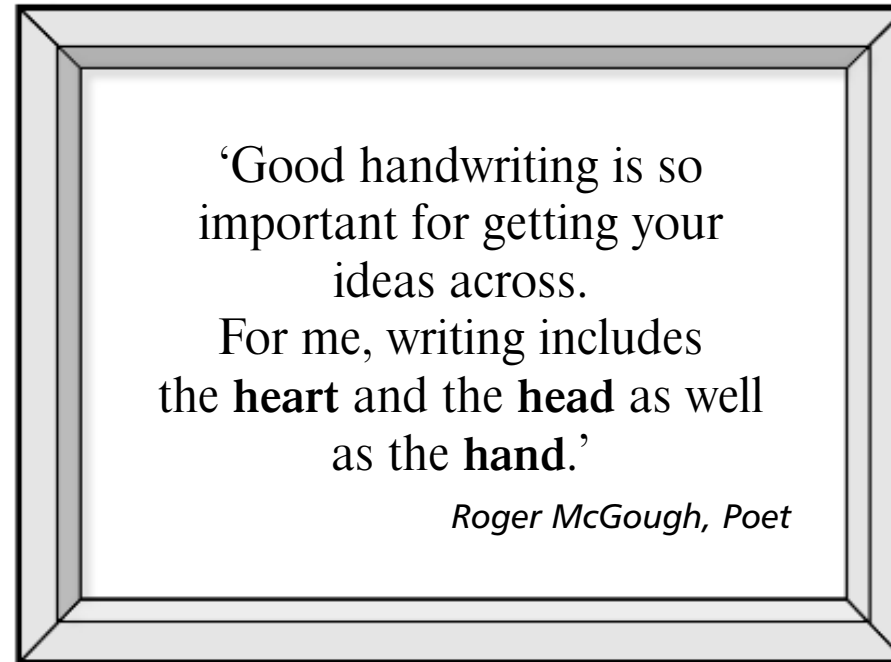 ‘Good handwriting is so
important for getting your
ideas across.
For me, writing includes
the heart and the head as well
as the hand.’
Roger McGough, Poet